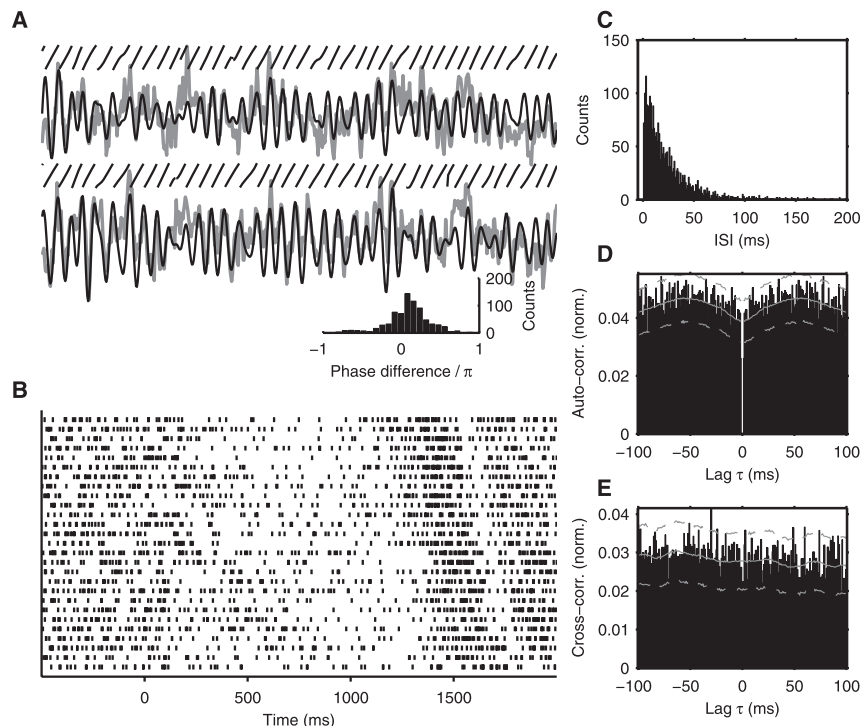 A
200
100
0
Counts
−1
0
1
Phase difference / π
B
0
500
1000
1500
Time (ms)
C
150
100
50
0
Counts
0
50
100
150
200
ISI (ms)
D
0.04
0.02
0
Auto−corr. (norm.)
−100
−50
0
50
100
Lag τ (ms)
E
0.04
0.03
0.02
0.01
0
Cross−corr. (norm.)
−100
−50
0
50
100
Lag τ (ms)